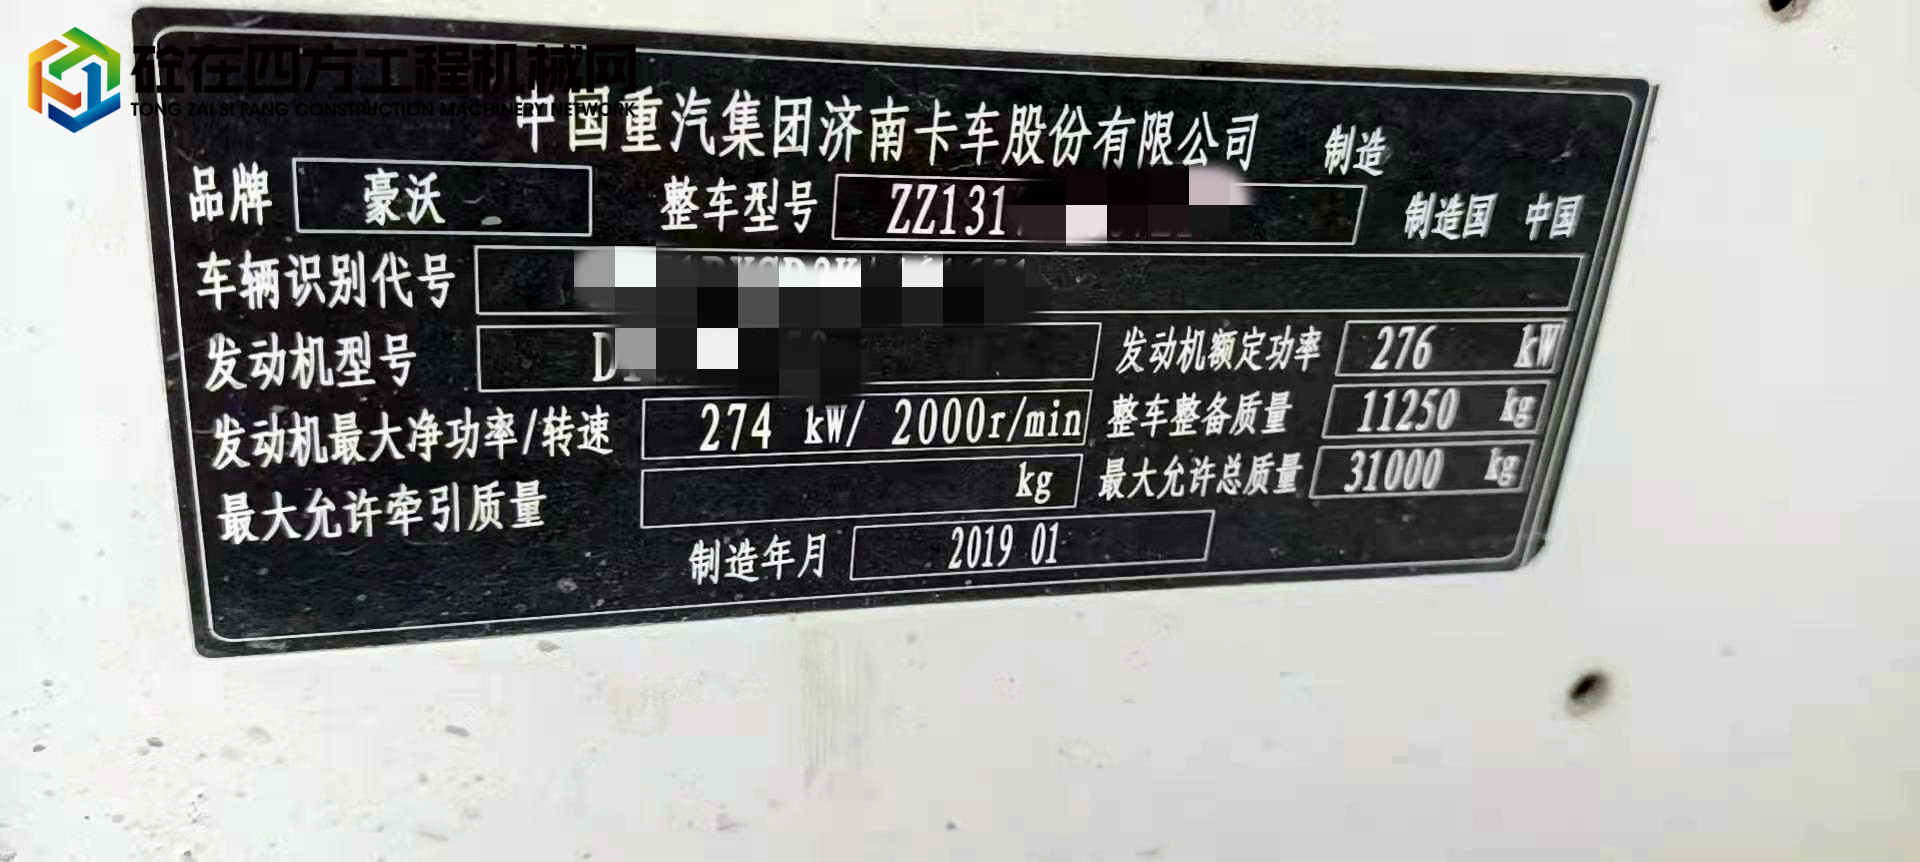 砼在四方工程机械网
TONG ZAI SI FANG CONSTRUCTION MACHINERY NETWORK
中国重汽集团济南卡车股份有限公司 制造
品牌 豪沃 整车型号 ZZ131 制造国 中国
车辆识别代号
发动机型号 D 发动机额定功率 276 kW
发动机最大净功率/转速 274 kW/ 2000r/min 整车整备质量 11250 kg
最大允许牵引质量 kg 最大允许总质量 31000 kg
制造年月 2019 01